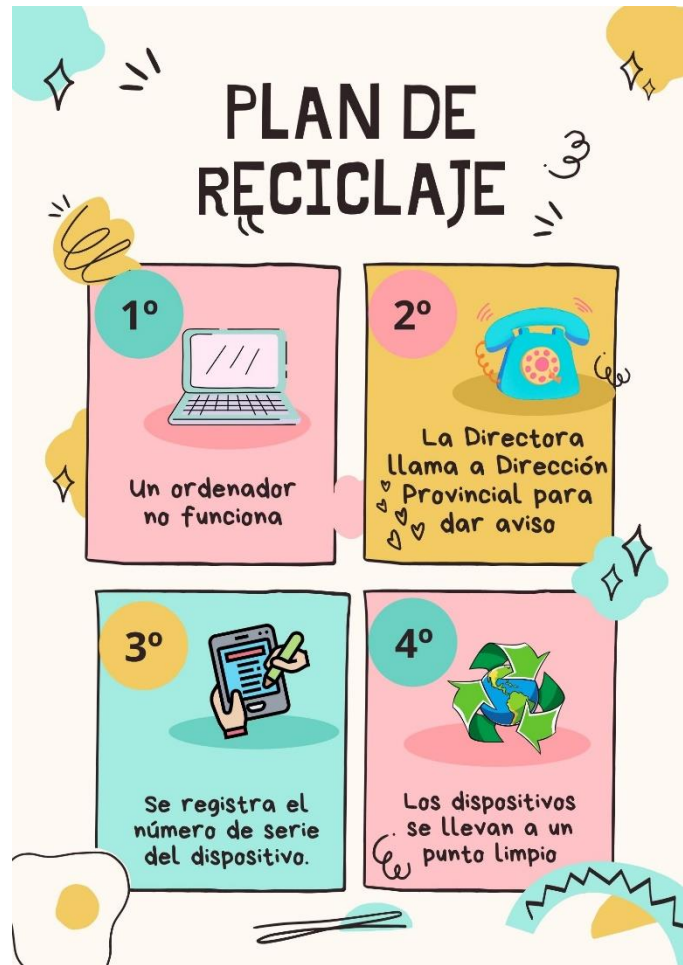 PLAN DE
RECICLAJE
1º
Un ordenador
no funciona
2º
La Directora
llama a Dirección
Provincial para
dar aviso
3º
Se registra el
número de serie
del dispositivo.
4º
Los dispositivos
se llevan a un
punto limpio